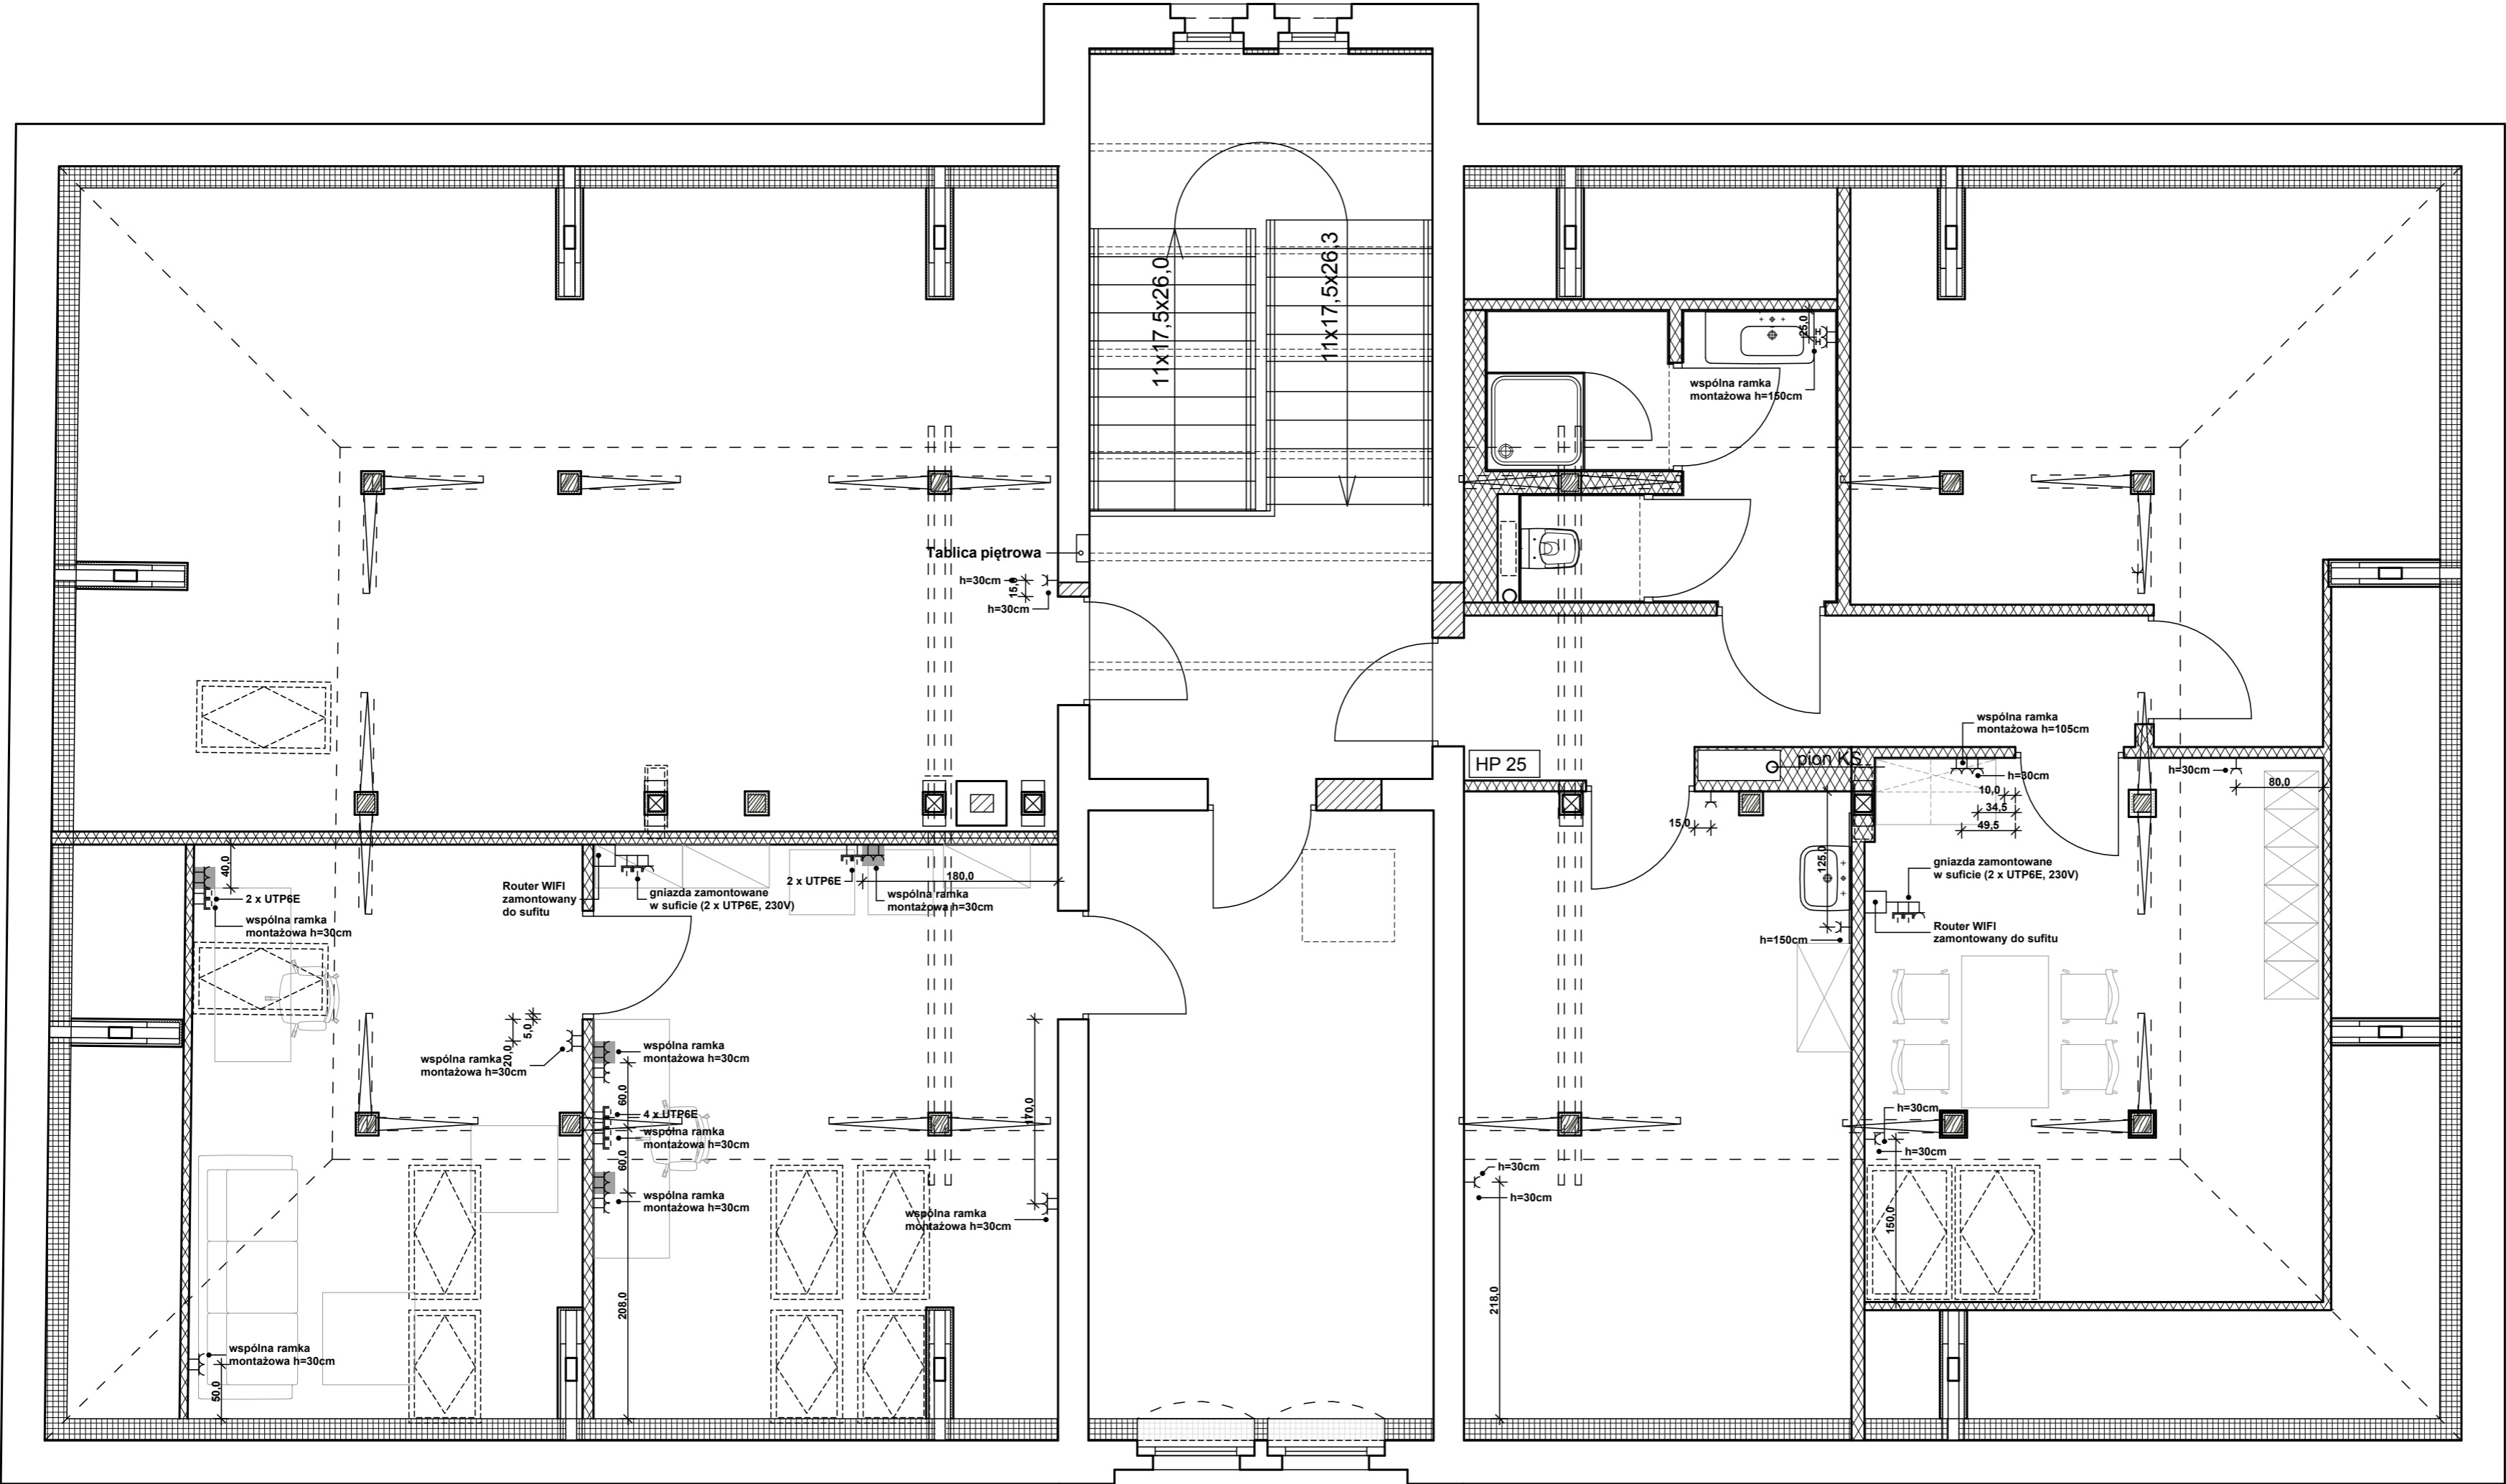 11x17,5x26,0
11x17,5x26,3
25,0
H
H
wspólna ramka
montażowa h=150cm
Tablica piętrowa
h=30cm
15,0
h=30cm
HP 25
pion KS
wspólna ramka
montażowa h=105cm
h=30cm
10,0
34,5
49,5
h=30cm
80,0
15,0
125,0
h=150cm
gniazda zamontowane
w suficie (2 x UTP6E, 230V)
Router WIFI
zamontowany do sufitu
40,0
2 x UTP6E
wspólna ramka
montażowa h=30cm
Router WIFI
zamontowany
do sufitu
gniazda zamontowane
w suficie (2 x UTP6E, 230V)
2 x UTP6E
180,0
wspólna ramka
montażowa h=30cm
5,0
20,0
wspólna ramka
montażowa h=30cm
wspólna ramka
montażowa h=30cm
60,0
4 x UTP6E
wspólna ramka
montażowa h=30cm
60,0
wspólna ramka
montażowa h=30cm
208,0
170,0
wspólna ramka
montażowa h=30cm
wspólna ramka
montażowa h=30cm
50,0
h=30cm
h=30cm
218,0
h=30cm
h=30cm
150,0